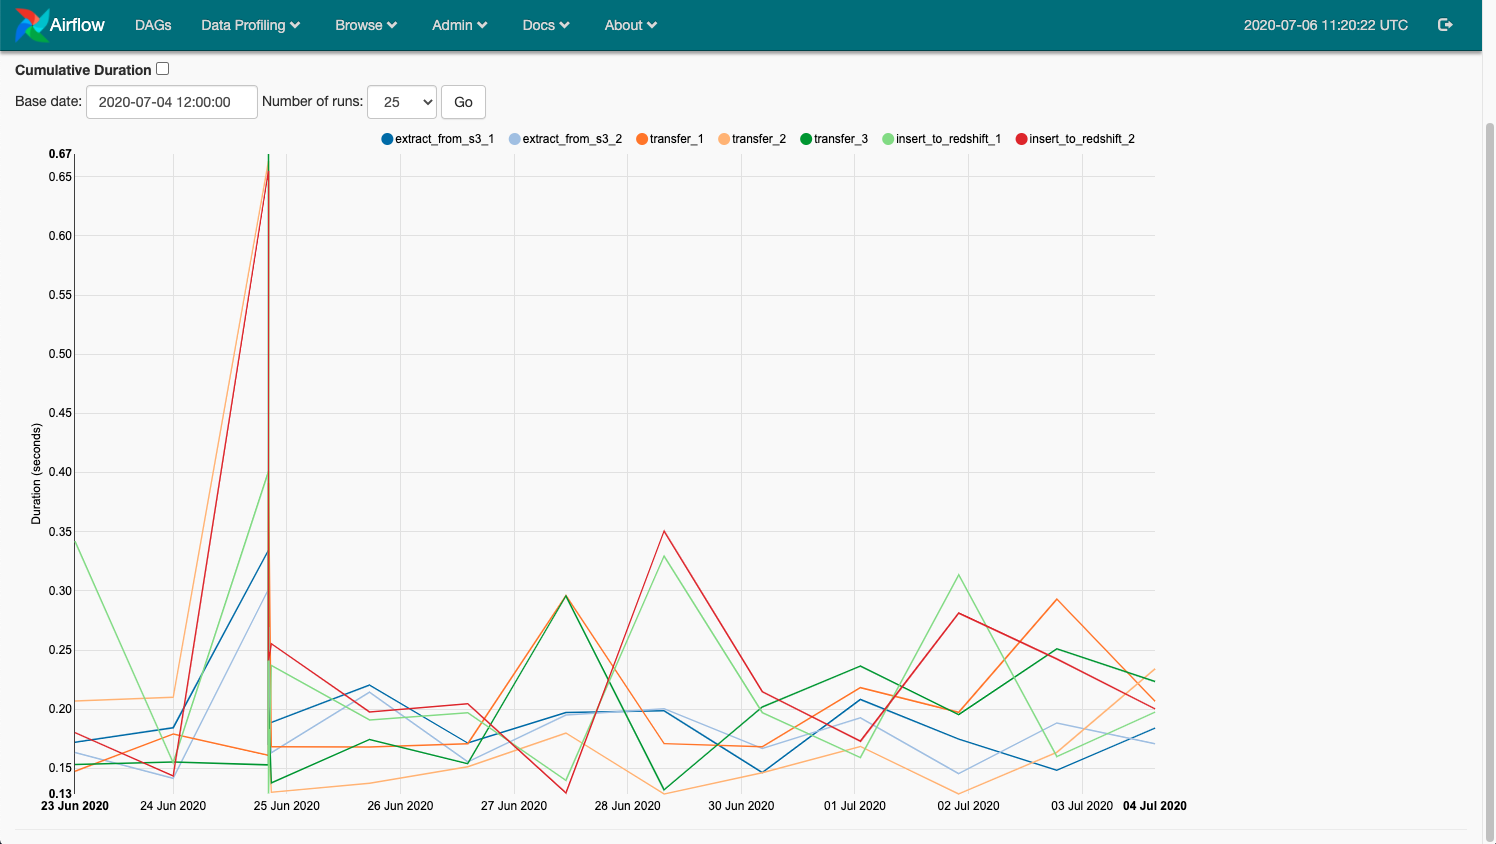 Airflow DAGs Data Profiling Browse Admin Docs About 2020-07-06 11:20:22 UTC
Cumulative Duration
Base date: 2020-07-04 12:00:00 Number of runs: 25 Go
extract_from_s3_1 extract_from_s3_2 transfer_1 transfer_2 transfer_3 insert_to_redshift_1 insert_to_redshift_2
0.67
0.65
0.60
0.55
0.50
0.45
0.40
0.35
0.30
0.25
0.20
0.15
0.13
Duration (seconds)
23 Jun 2020 24 Jun 2020 25 Jun 2020 26 Jun 2020 27 Jun 2020 28 Jun 2020 30 Jun 2020 01 Jul 2020 02 Jul 2020 03 Jul 2020 04 Jul 2020